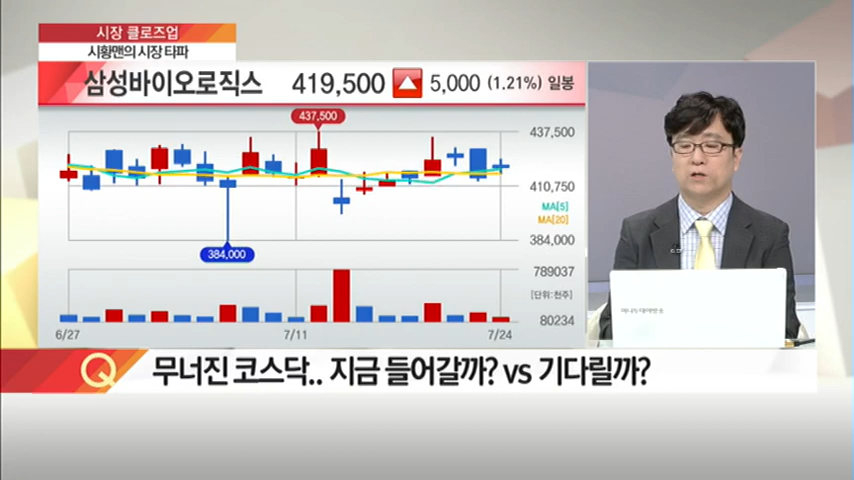 시장 클로즈업
시황맨의 시장 타파
삼성바이오로직스 419,500 5,000 (1.21%) 일봉
437,500
437,500
410,750
MA[5]
MA[20]
384,000
384,000
789037
[단위:천주]
80234
6/27 7/11 7/24
Q 무너진 코스닥.. 지금 들어갈까? vs 기다릴까?